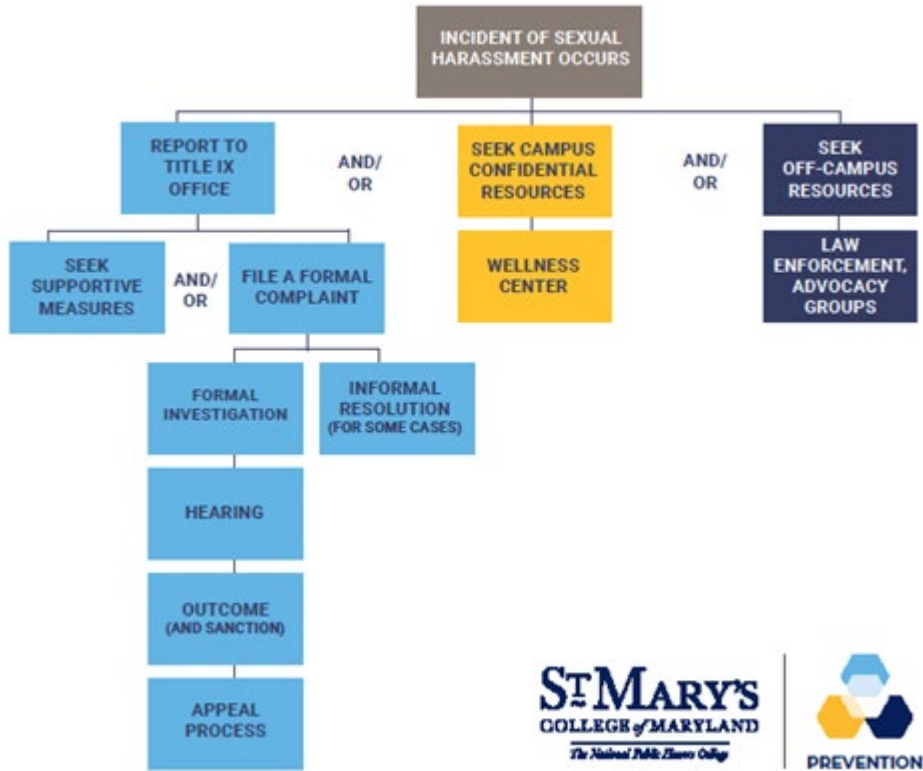 INCIDENT OF SEXUAL
HARASSMENT OCCURS
REPORT TO
TITLE IX
OFFICE
AND/
OR
SEEK CAMPUS
CONFIDENTIAL
RESOURCES
AND/
OR
SEEK
OFF-CAMPUS
RESOURCES
SEEK
SUPPORTIVE
MEASURES
AND/
OR
FILE A FORMAL
COMPLAINT
WELLNESS
CENTER
LAW
ENFORCEMENT,
ADVOCACY
GROUPS
FORMAL
INVESTIGATION
INFORMAL
RESOLUTION
(FOR SOME CASES)
HEARING
OUTCOME
(AND SANCTION)
APPEAL
PROCESS
ST MARY'S
COLLEGE of MARYLAND
The National Public Honors College
PREVENTION